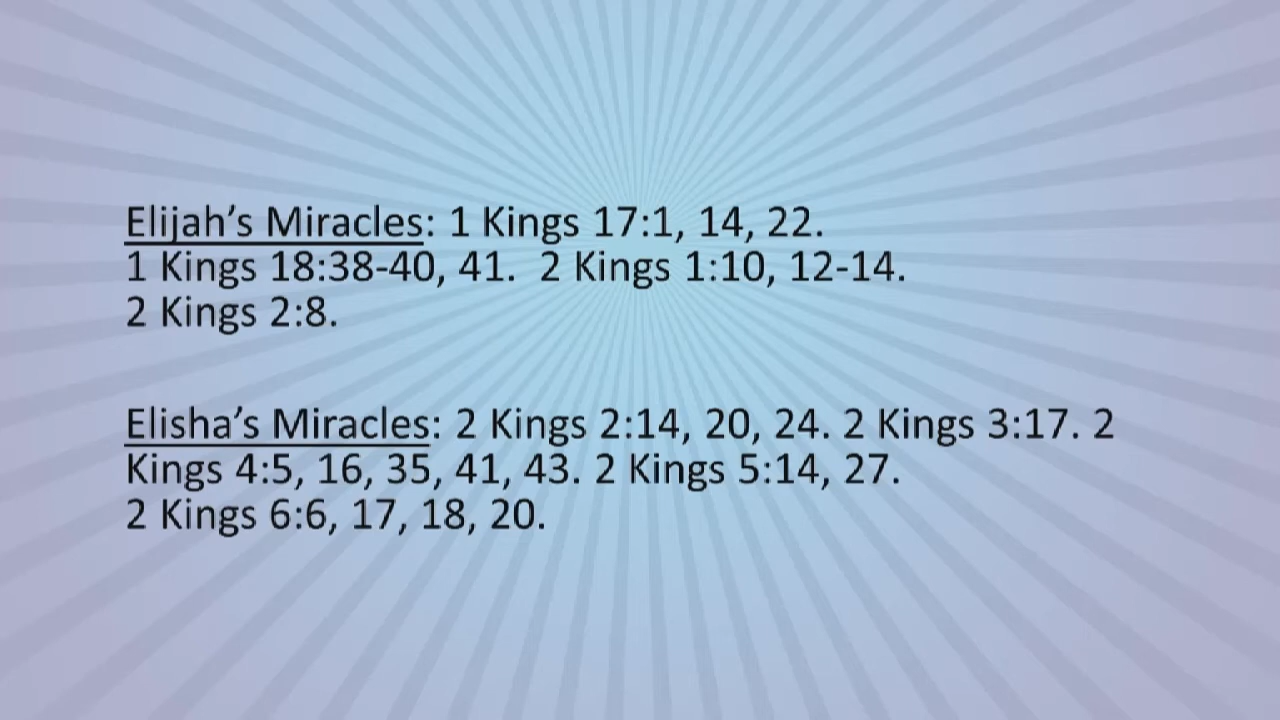 Elijah’s Miracles: 1 Kings 17:1, 14, 22.
1 Kings 18:38-40, 41.  2 Kings 1:10, 12-14.
2 Kings 2:8.
Elisha’s Miracles: 2 Kings 2:14, 20, 24. 2 Kings 3:17. 2
Kings 4:5, 16, 35, 41, 43. 2 Kings 5:14, 27.
2 Kings 6:6, 17, 18, 20.